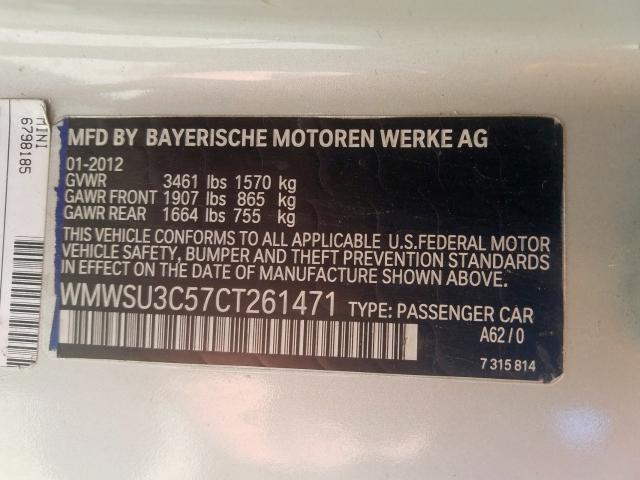 MINI
6798185
MFD BY BAYERISCHE MOTOREN WERKE AG
01-2012
GVWR 3461 lbs 1570 kg
GAWR FRONT 1907 lbs 865 kg
GAWR REAR 1664 lbs 755 kg
THIS VEHICLE CONFORMS TO ALL APPLICABLE U.S.FEDERAL MOTOR
VEHICLE SAFETY, BUMPER AND THEFT PREVENTION STANDARDS
IN EFFECT ON THE DATE OF MANUFACTURE SHOWN ABOVE.
WMWSU3C57CT261471 TYPE: PASSENGER CAR
A62/0
7 315 814